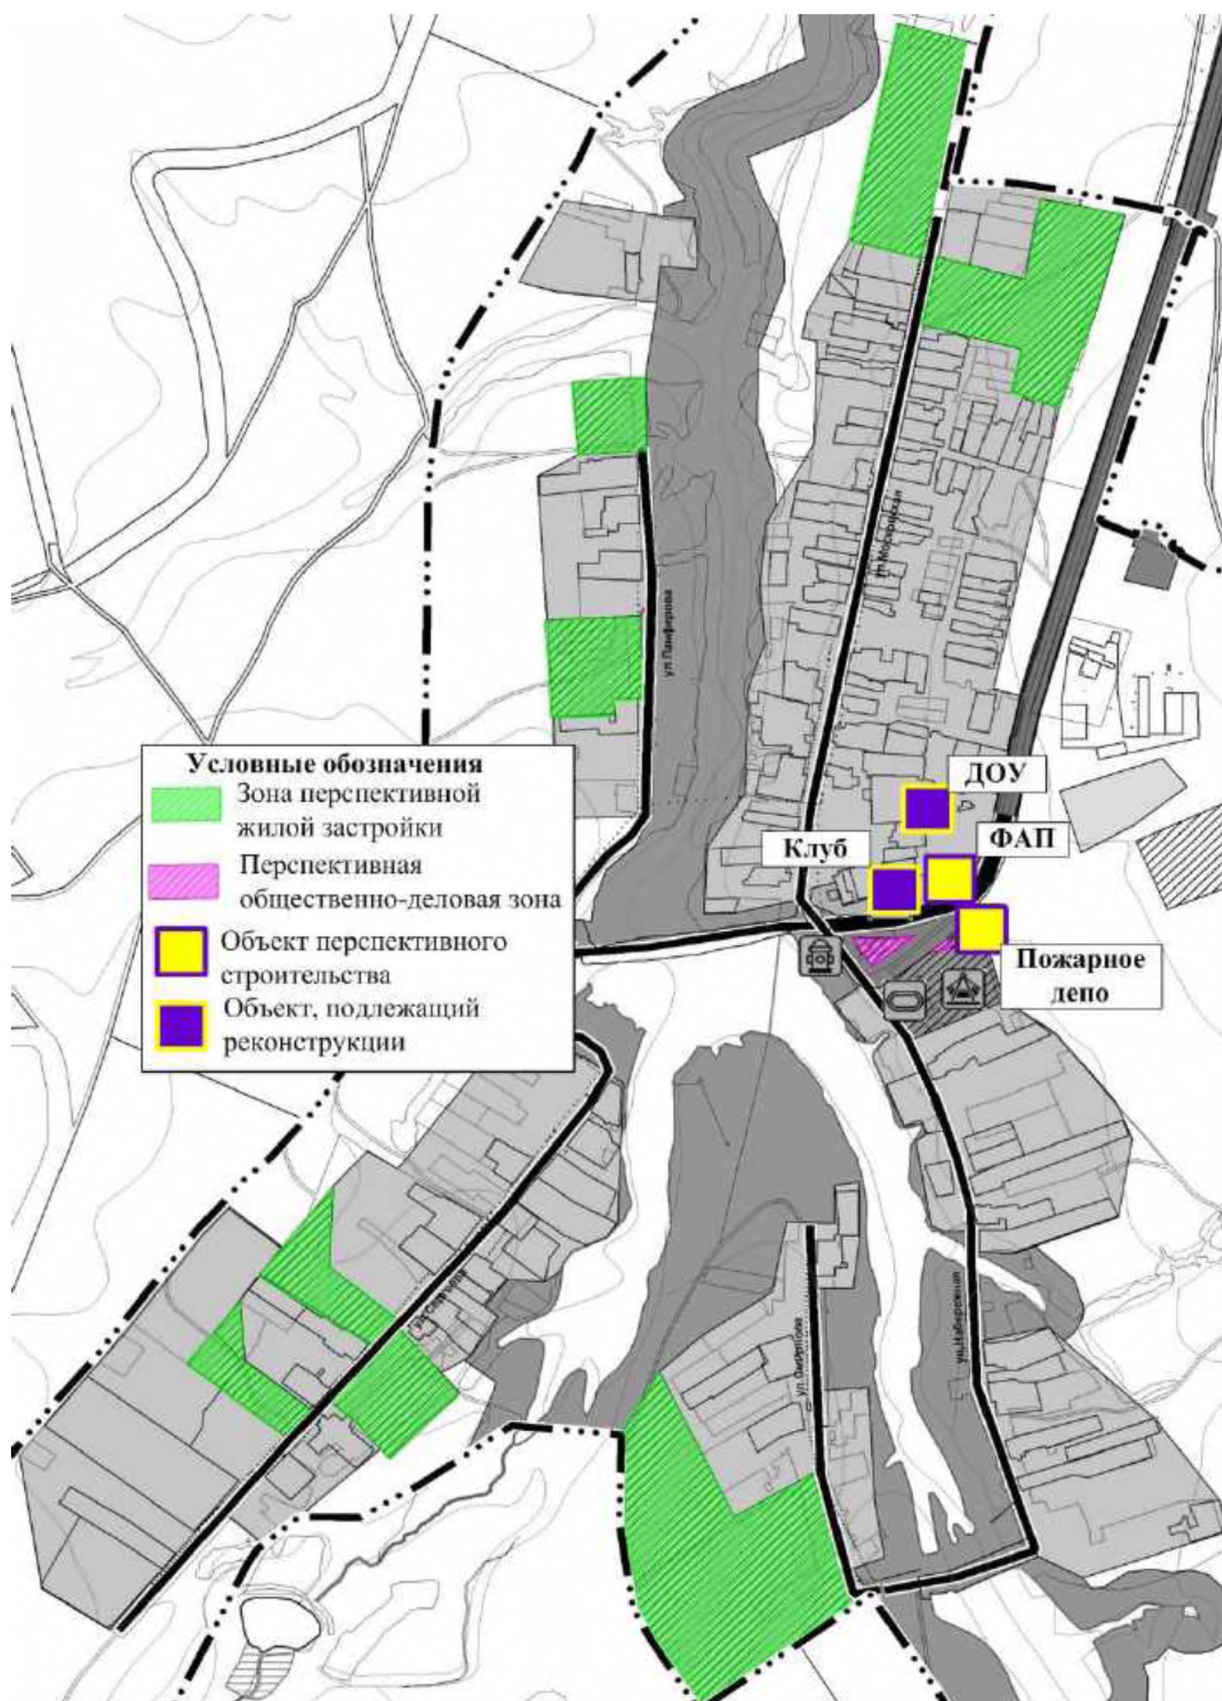 ул.Московская
ул.Панферова
Условные обозначения
Зона перспективной
жилой застройки
Перспективная
общественно-деловая зона
Объект перспективного
строительства
Объект, подлежащий
реконструкции
ДОУ
ФАП
Клуб
Пожарное
депо
ул.Набережная